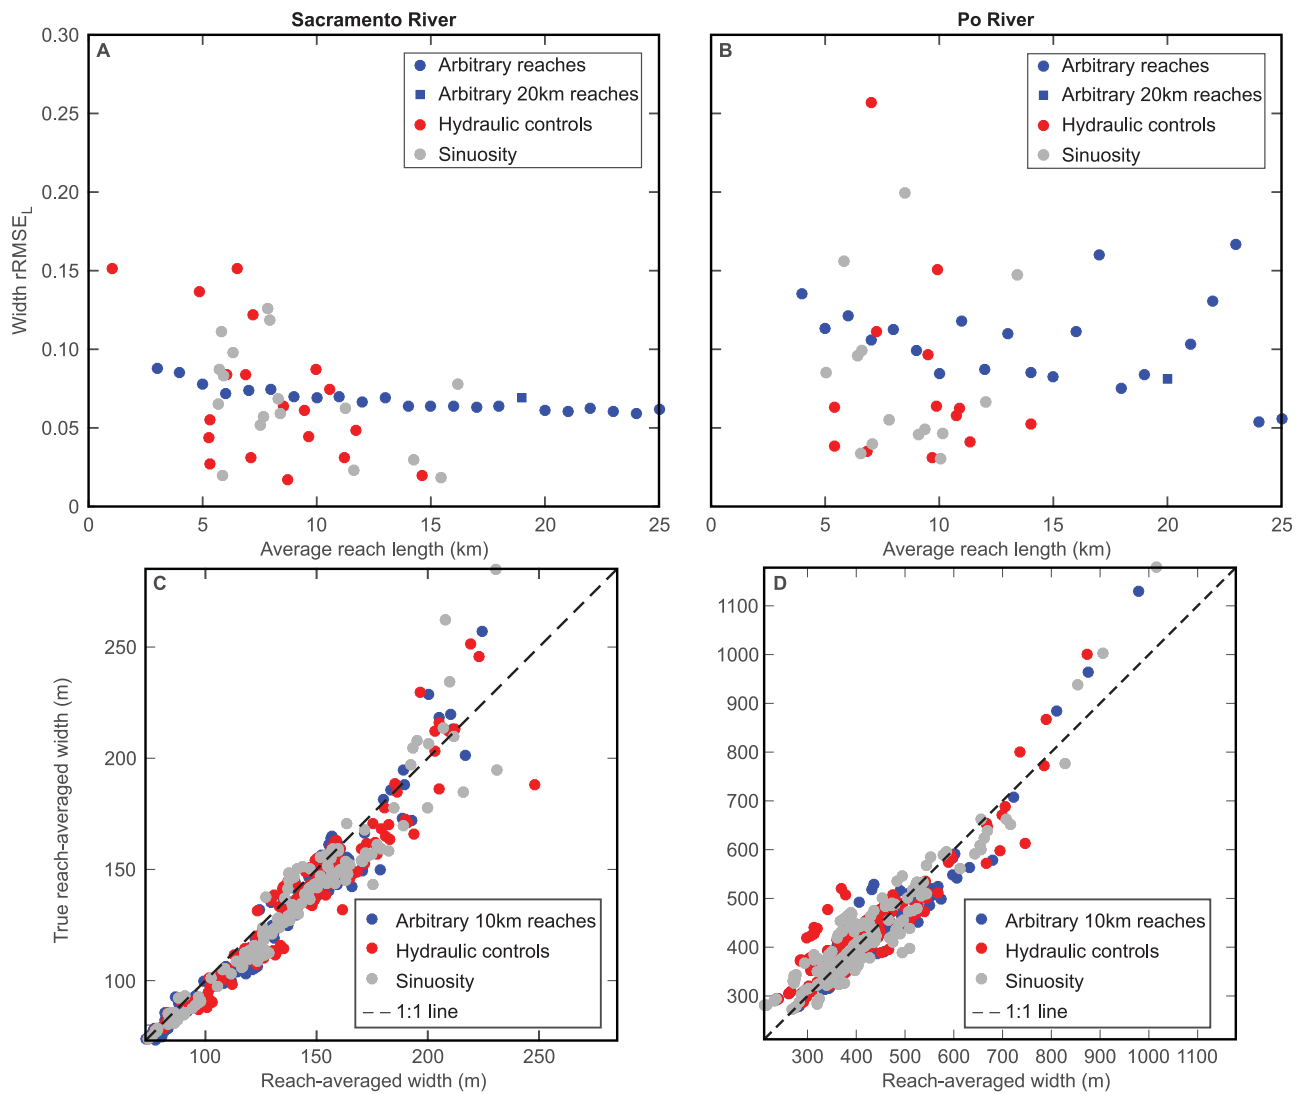 Sacramento River
Po River
A
B
Arbitrary reaches
Arbitrary 20km reaches
Hydraulic controls
Sinuosity
Arbitrary reaches
Arbitrary 20km reaches
Hydraulic controls
Sinuosity
Width rRMSE_L
0.30
0.25
0.20
0.15
0.10
0.05
0
0 5 10 15 20 25
0 5 10 15 20 25
Average reach length (km)
Average reach length (km)
C
D
True reach-averaged width (m)
250
200
150
100
1100
1000
900
800
700
600
500
400
300
Arbitrary 10km reaches
Hydraulic controls
Sinuosity
1:1 line
Arbitrary 10km reaches
Hydraulic controls
Sinuosity
1:1 line
100 150 200 250
300 400 500 600 700 800 900 1000 1100
Reach-averaged width (m)
Reach-averaged width (m)